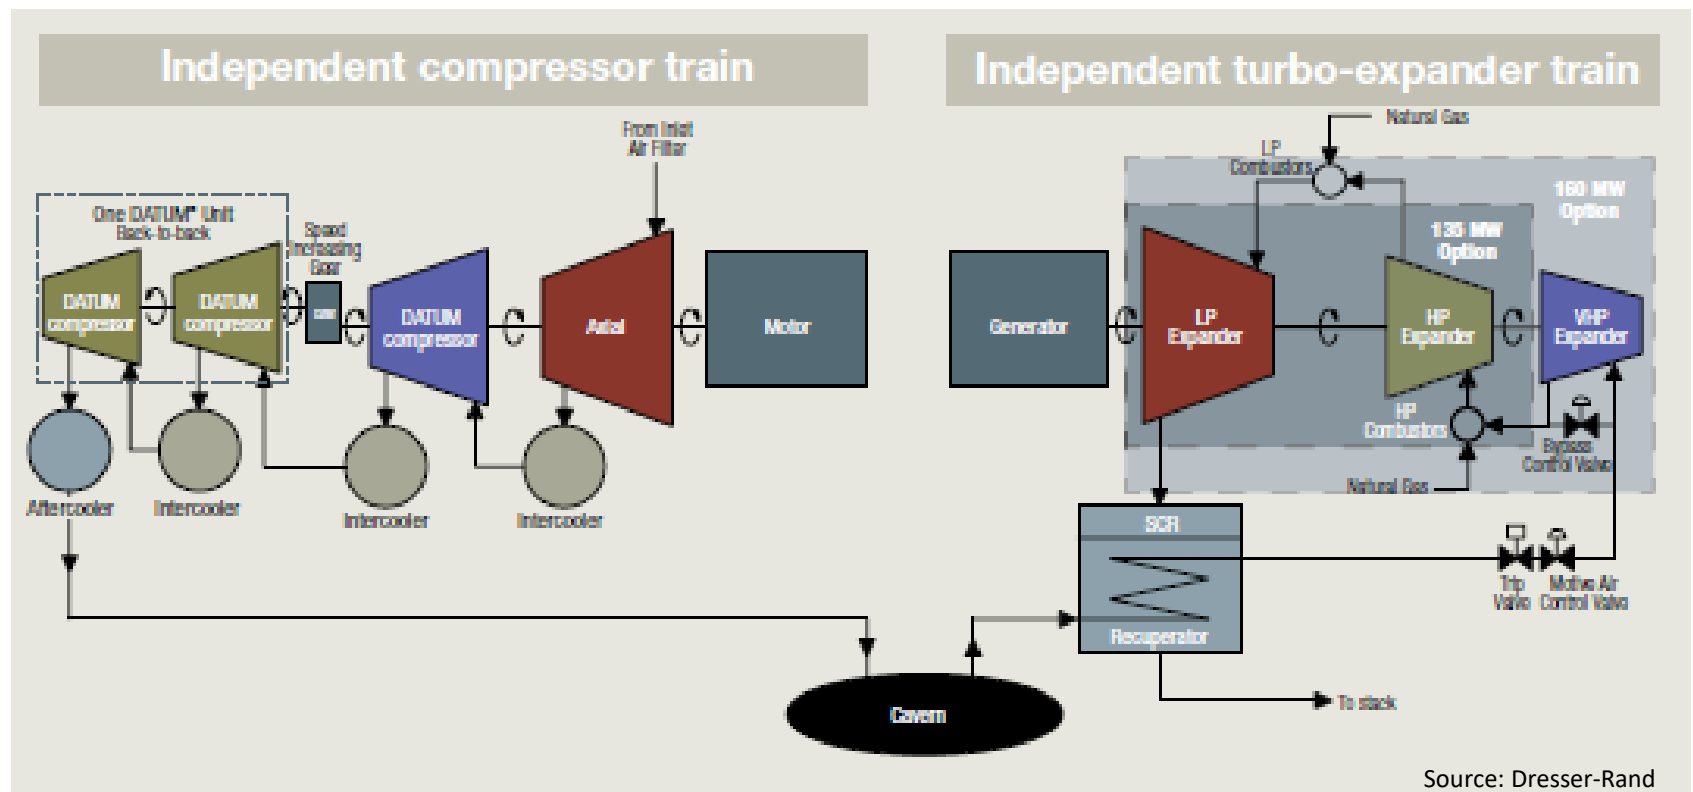 Independent compressor train
Independent turbo-expander train
From Inlet
Air Filter
One DATUM® Unit
Back-to-back
Speed
Increasing
Gear
DATUM
compressor
DATUM
compressor
DATUM
compressor
Axial
Motor
Aftercooler
Intercooler
Intercooler
Intercooler
Cavern
Natural Gas
LP
Combustors
160 MW
Option
135 MW
Option
Generator
LP
Expander
HP
Expander
VHP
Expander
HP
Combustors
Bypass
Control Valve
Natural Gas
SCR
Recuperator
Trip
Valve
Motive Air
Control Valve
To stack
Source: Dresser-Rand